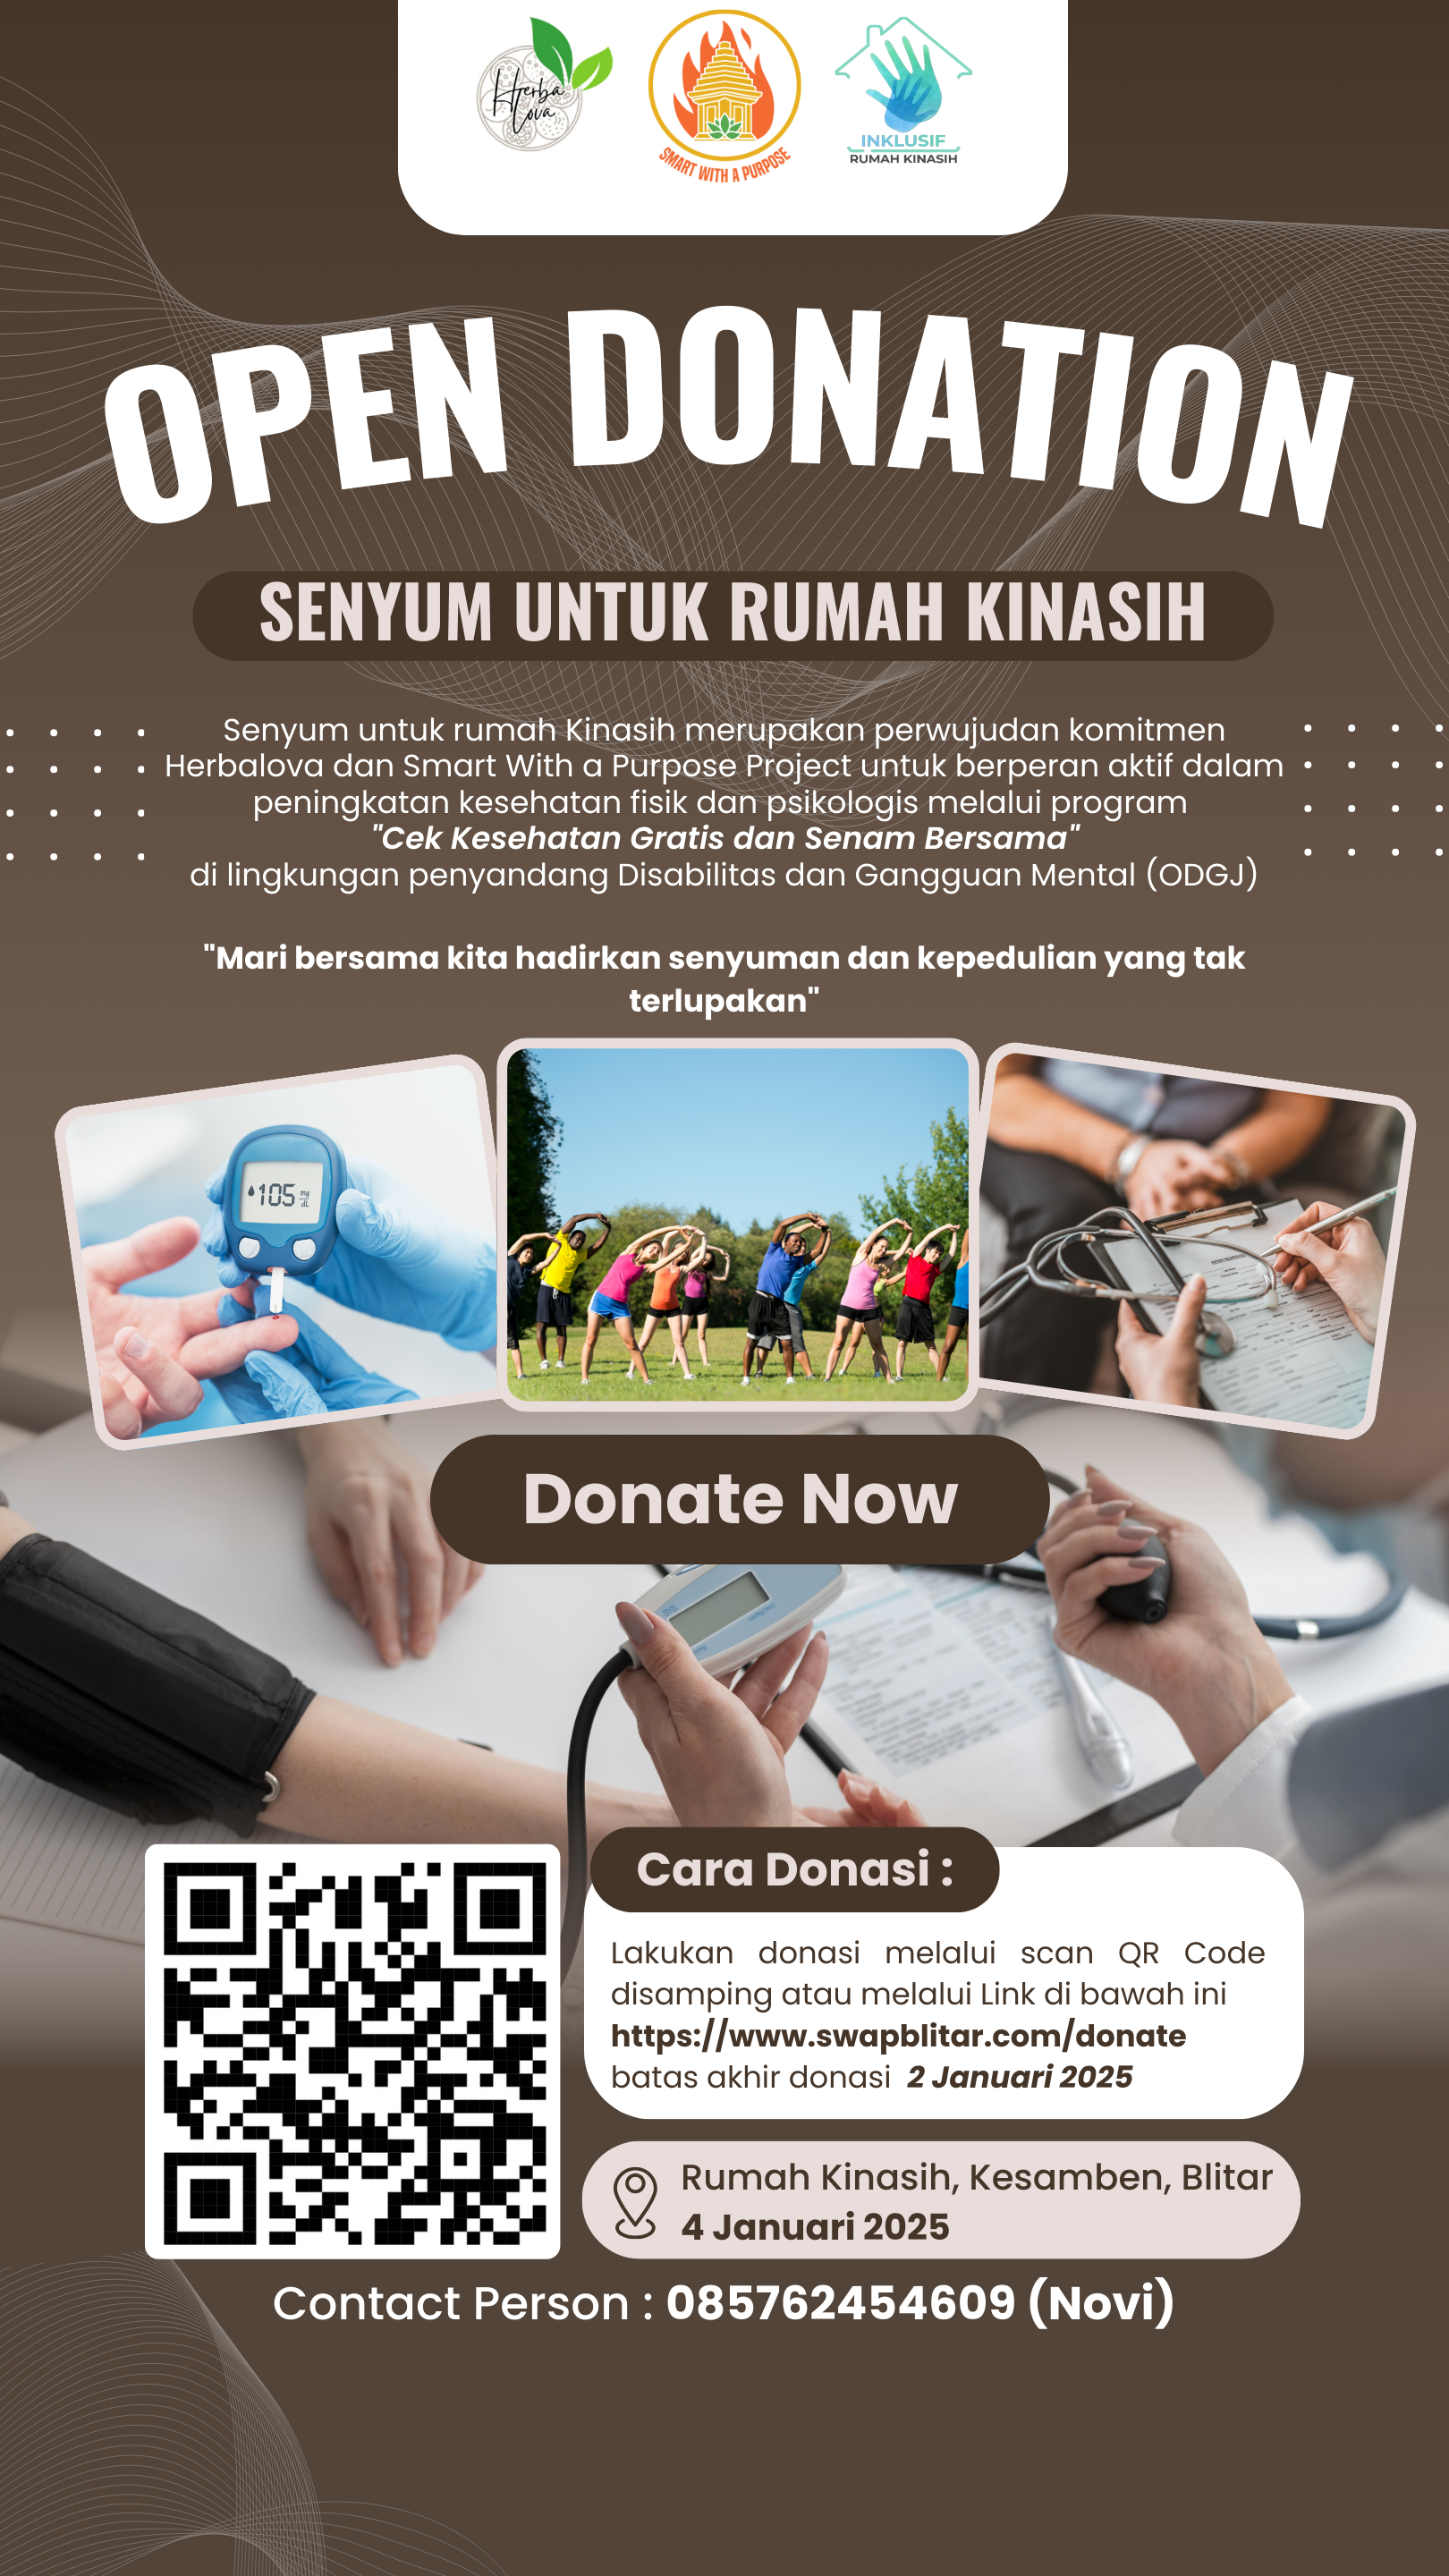 Herba
Lova
SMART WITH A PURPOSE
INKLUSIF
RUMAH KINASIH
OPEN DONATION
SENYUM UNTUK RUMAH KINASIH
Senyum untuk rumah Kinasih merupakan perwujudan komitmen
Herbalova dan Smart With a Purpose Project untuk berperan aktif dalam
peningkatan kesehatan fisik dan psikologis melalui program
"Cek Kesehatan Gratis dan Senam Bersama"
di lingkungan penyandang Disabilitas dan Gangguan Mental (ODGJ)
"Mari bersama kita hadirkan senyuman dan kepedulian yang tak
terlupakan"
105 mg/dL
Donate Now
SYS
Cara Donasi :
Lakukan donasi melalui scan QR Code
disamping atau melalui Link di bawah ini
https://www.swapblitar.com/donate
batas akhir donasi 2 Januari 2025
Rumah Kinasih, Kesamben, Blitar
4 Januari 2025
Contact Person : 085762454609 (Novi)